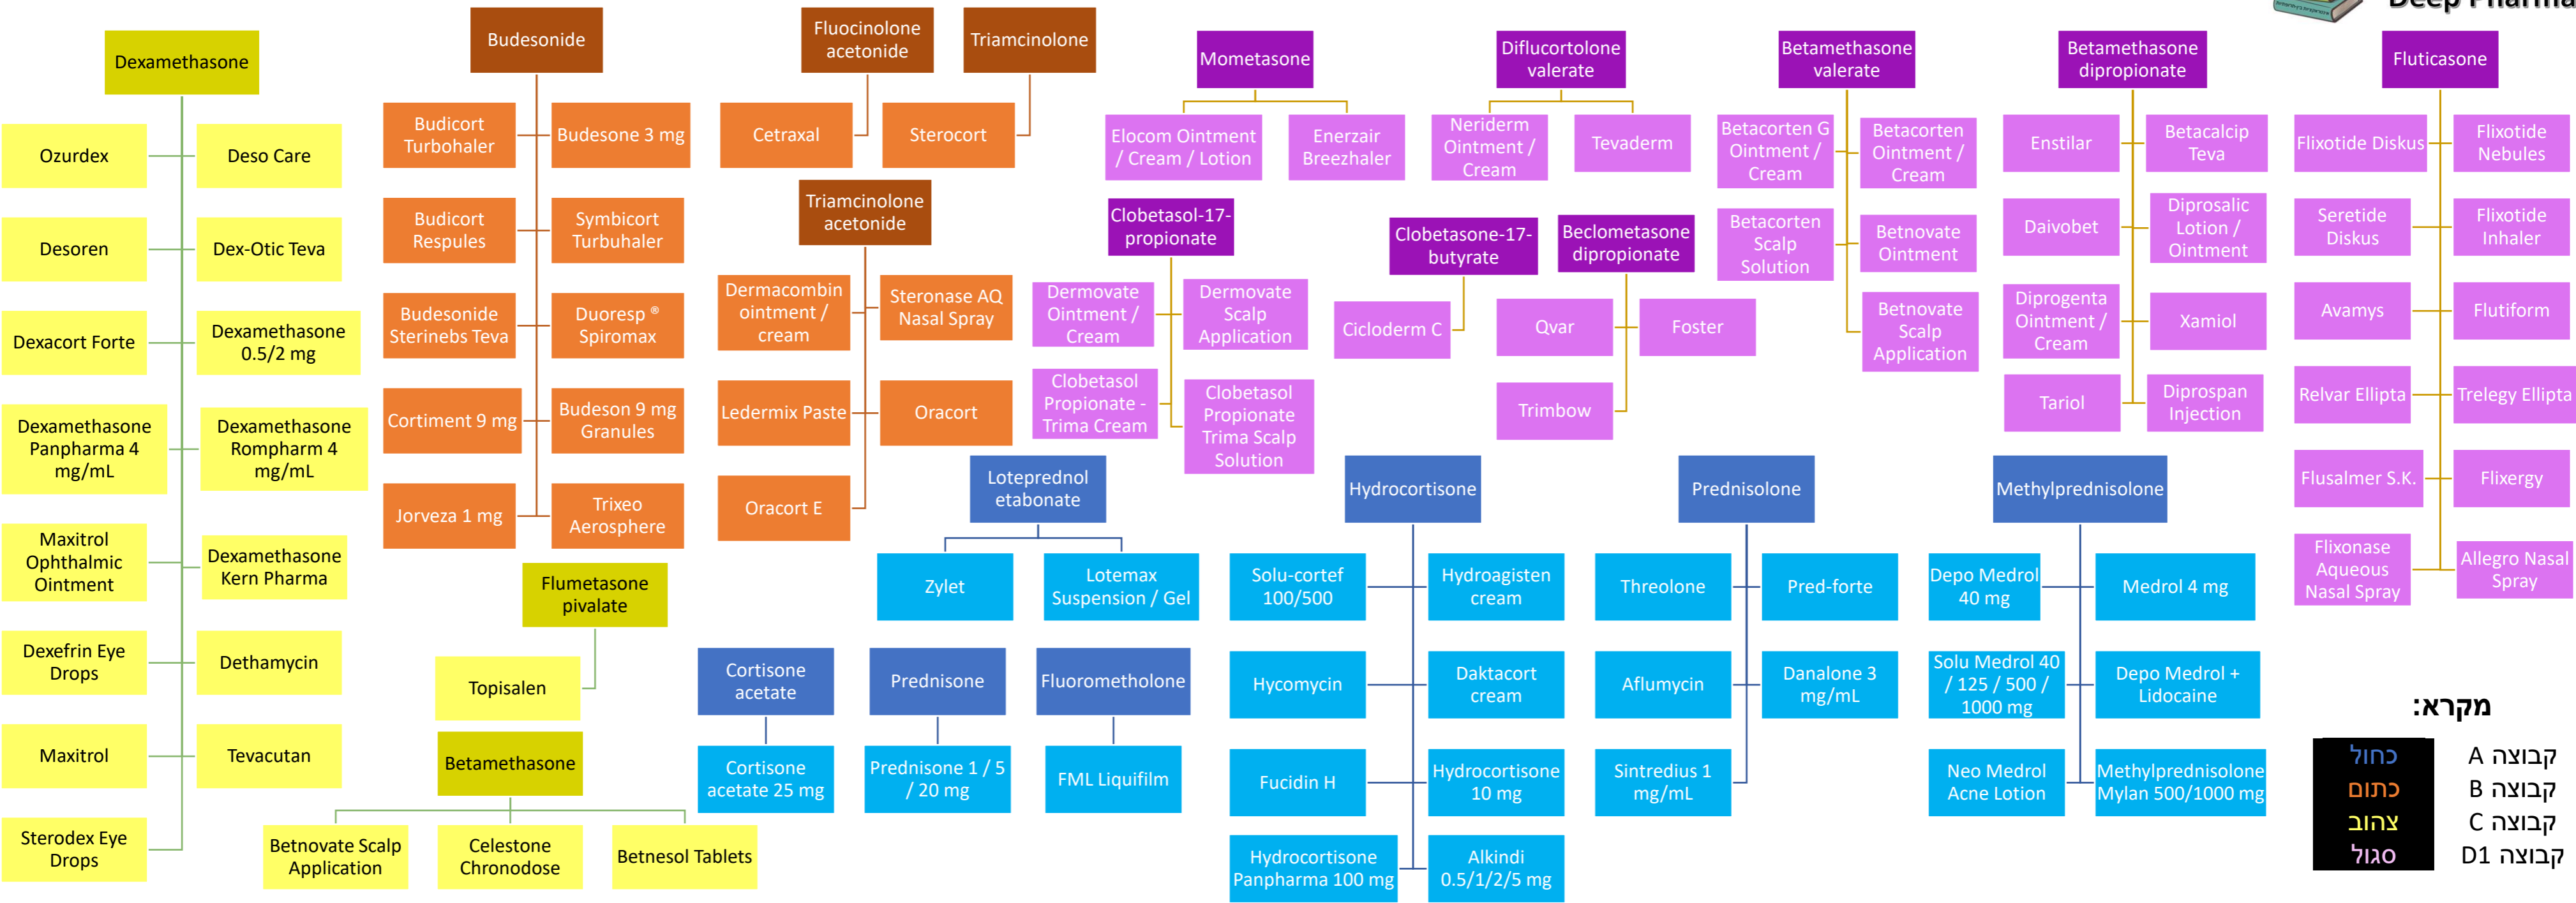 Deep Pharma
Dexamethasone
Ozurdex
Deso Care
Desoren
Dex-Otic Teva
Dexacort Forte
Dexamethasone
0.5/2 mg
Dexamethasone
Panpharma 4
mg/mL
Dexamethasone
Rompharm 4
mg/mL
Maxitrol
Ophthalmic
Ointment
Dexamethasone
Kern Pharma
Dexefrin Eye
Drops
Dethamycin
Maxitrol
Tevacutan
Sterodex Eye
Drops
Budesonide
Budicort
Turbohaler
Budesone 3 mg
Budicort
Respules
Symbicort
Turbuhaler
Budesonide
Sterinebs Teva
Duoresp ®
Spiromax
Cortiment 9 mg
Budeson 9 mg
Granules
Jorveza 1 mg
Trixeo
Aerosphere
Flumetasone
pivalate
Topisalen
Betamethasone
Betnovate Scalp
Application
Celestone
Chronodose
Betnesol Tablets
Fluocinolone
acetonide
Cetraxal
Triamcinolone
Sterocort
Triamcinolone
acetonide
Dermacombin
ointment /
cream
Steronase AQ
Nasal Spray
Ledermix Paste
Oracort
Oracort E
Mometasone
Elocom Ointment
/ Cream / Lotion
Enerzair
Breezhaler
Diflucortolone
valerate
Neriderm
Ointment /
Cream
Tevaderm
Clobetasol-17-
propionate
Dermovate
Ointment /
Cream
Dermovate
Scalp
Application
Clobetasol
Propionate -
Trima Cream
Clobetasol
Propionate
Trima Scalp
Solution
Clobetasone-17-
butyrate
Cicloderm C
Beclometasone
dipropionate
Qvar
Foster
Trimbow
Betamethasone
valerate
Betacorten G
Ointment /
Cream
Betacorten
Ointment /
Cream
Betacorten
Scalp
Solution
Betnovate
Ointment
Betnovate
Scalp
Application
Betamethasone
dipropionate
Enstilar
Betacalcip
Teva
Daivobet
Diprosalic
Lotion /
Ointment
Diprogenta
Ointment /
Cream
Xamiol
Tariol
Diprospan
Injection
Fluticasone
Flixotide Diskus
Flixotide
Nebules
Seretide
Diskus
Flixotide
Inhaler
Avamys
Flutiform
Relvar Ellipta
Trelegy Ellipta
Flusalmer S.K.
Flixergy
Flixonase
Aqueous
Nasal Spray
Allegro Nasal
Spray
Loteprednol
etabonate
Zylet
Lotemax
Suspension / Gel
Cortisone
acetate
Cortisone
acetate 25 mg
Prednisone
Prednisone 1 / 5
/ 20 mg
Fluorometholone
FML Liquifilm
Hydrocortisone
Solu-cortef
100/500
Hydroagisten
cream
Hycomycin
Daktacort
cream
Fucidin H
Hydrocortisone
10 mg
Hydrocortisone
Panpharma 100 mg
Alkindi
0.5/1/2/5 mg
Prednisolone
Threolone
Pred-forte
Aflumycin
Danalone 3
mg/mL
Sintredius 1
mg/mL
Methylprednisolone
Depo Medrol
40 mg
Medrol 4 mg
Solu Medrol 40
/ 125 / 500 /
1000 mg
Depo Medrol +
Lidocaine
Neo Medrol
Acne Lotion
Methylprednisolone
Mylan 500/1000 mg
מקרא:
קבוצה A כחול
קבוצה B כתום
קבוצה C צהוב
קבוצה D1 סגול